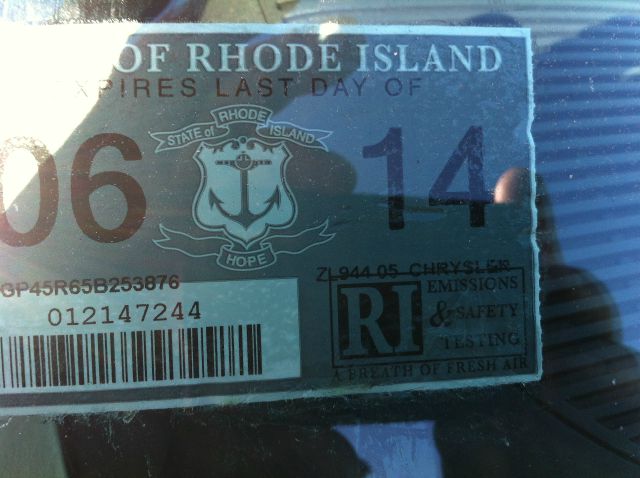 OF RHODE ISLAND
EXPIRES LAST DAY OF
06 14
STATE of RHODE ISLAND
HOPE
GP45R65B253876
ZL944 05 CHRYSLER
012147244
RI
EMISSIONS
& SAFETY
TESTING
A BREATH OF FRESH AIR